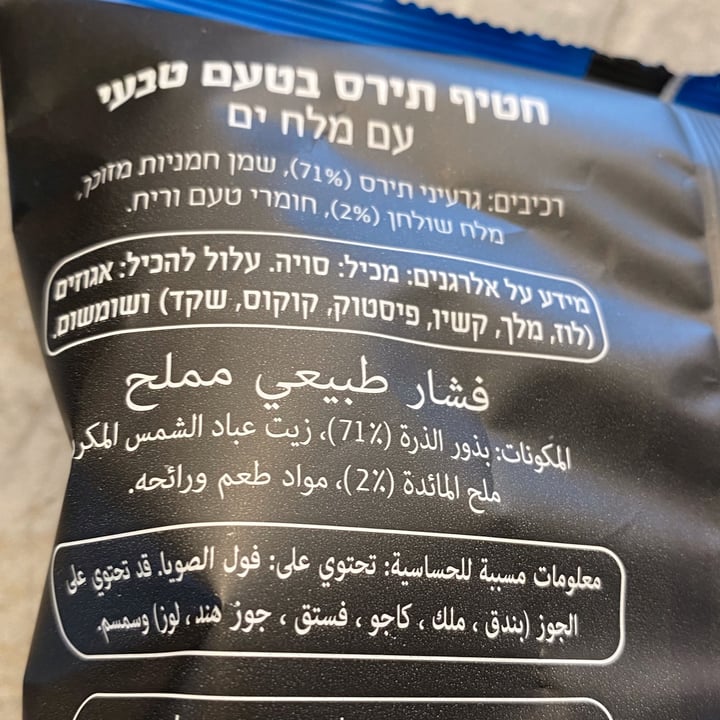 חטיף תירס בטעם טבעי
עם מלח ים
רכיבים: גרעיני תירס (71%), שמן חמניות מזוכך,
מלח שולחן (2%), חומרי טעם וריח.
מידע על אלרגנים: מכיל: סויה. עלול להכיל: אגוזים
(לוז, מלך, קשיו, פיסטוק, קוקוס, שקד) ושומשום.
فشار طبيعي مملح
المكونات: بذور الذرة (71٪)، زيت عباد الشمس المكرر
ملح المائدة (2٪)، مواد طعم ورائحه.
معلومات مسببة للحساسية: تحتوي على: فول الصويا. قد تحتوي على
الجوز (بندق ، ملك ، كاجو ، فستق ، جوز هند ، لوز) وسمسم.